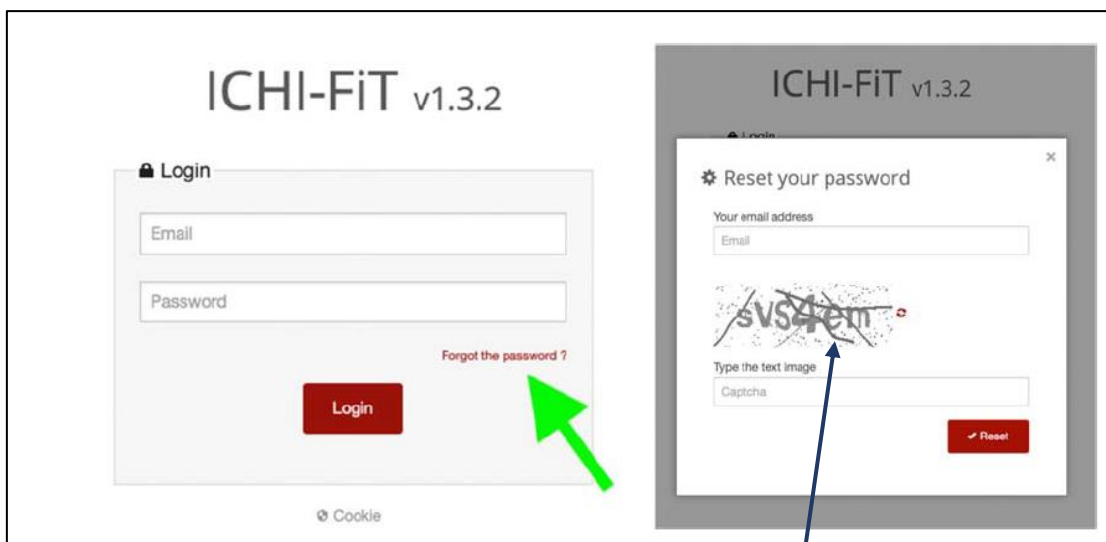 ICHI-FiT v1.3.2
Login
Email
Password
Forgot the password ?
Login
Cookie
ICHI-FiT v1.3.2
Login
Reset your password
Your email address
Email
sVS4em
Type the text image
Captcha
Reset